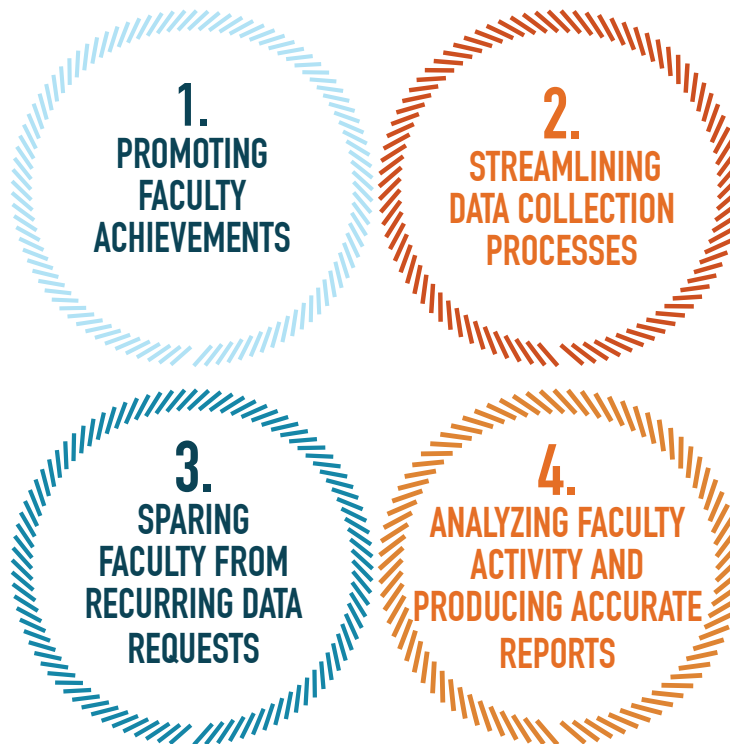 1.
PROMOTING
FACULTY
ACHIEVEMENTS
2.
STREAMLINING
DATA COLLECTION
PROCESSES
3.
SPARING
FACULTY FROM
RECURRING DATA
REQUESTS
4.
ANALYZING FACULTY
ACTIVITY AND
PRODUCING ACCURATE
REPORTS